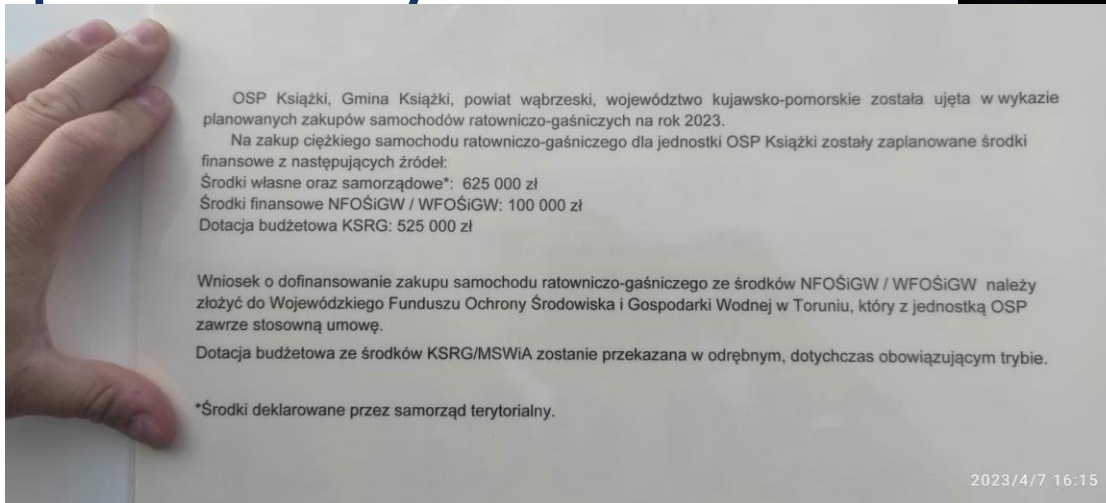 OSP Książki, Gmina Książki, powiat wąbrzeski, województwo kujawsko-pomorskie została ujęta w wykazie
planowanych zakupów samochodów ratowniczo-gaśniczych na rok 2023.
Na zakup ciężkiego samochodu ratowniczo-gaśniczego dla jednostki OSP Książki zostały zaplanowane środki
finansowe z następujących źródeł:
Środki własne oraz samorządowe*: 625 000 zł
Środki finansowe NFOŚiGW / WFOŚiGW: 100 000 zł
Dotacja budżetowa KSRG: 525 000 zł
Wniosek o dofinansowanie zakupu samochodu ratowniczo-gaśniczego ze środków NFOŚiGW / WFOŚiGW należy
złożyć do Wojewódzkiego Funduszu Ochrony Środowiska i Gospodarki Wodnej w Toruniu, który z jednostką OSP
zawrze stosowną umowę.
Dotacja budżetowa ze środków KSRG/MSWiA zostanie przekazana w odrębnym, dotychczas obowiązującym trybie.
*Środki deklarowane przez samorząd terytorialny.
2023/4/7 16:15